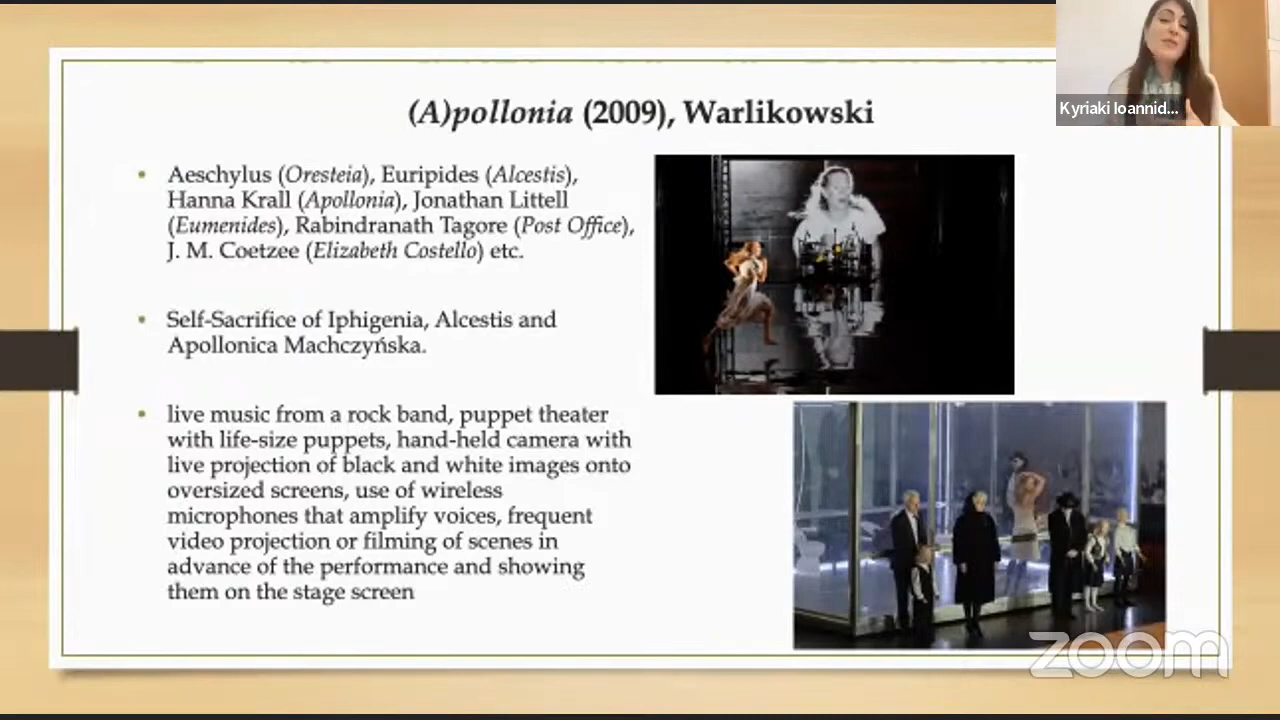 Kyriaki Ioannid...
(A)pollonia (2009), Warlikowski
• Aeschylus (Oresteia), Euripides (Alcestis),
Hanna Krall (Apollonia), Jonathan Littell
(Eumenides), Rabindranath Tagore (Post Office),
J. M. Coetzee (Elizabeth Costello) etc.
• Self-Sacrifice of Iphigenia, Alcestis and
Apollonica Machczyńska.
• live music from a rock band, puppet theater
with life-size puppets, hand-held camera with
live projection of black and white images onto
oversized screens, use of wireless
microphones that amplify voices, frequent
video projection or filming of scenes in
advance of the performance and showing
them on the stage screen
zoom